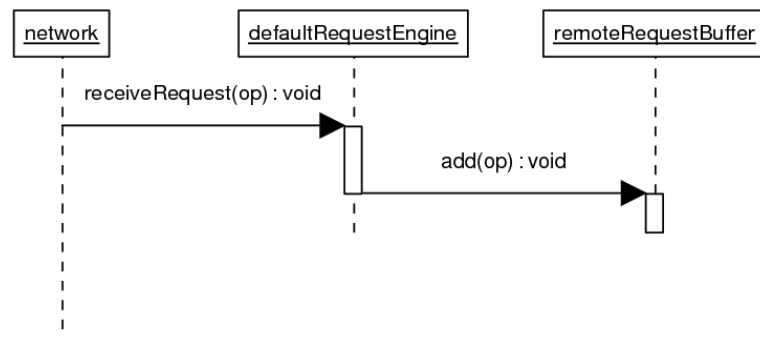 network
defaultRequestEngine
remoteRequestBuffer
receiveRequest(op) : void
add(op) : void